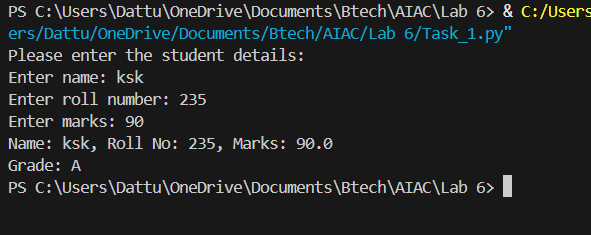 PS C:\Users\Dattu\OneDrive\Documents\Btech\AIAC\Lab 6> & C:/Users
ers/Dattu/OneDrive/Documents/Btech/AIAC/Lab 6/Task_1.py"
Please enter the student details:
Enter name: ksk
Enter roll number: 235
Enter marks: 90
Name: ksk, Roll No: 235, Marks: 90.0
Grade: A
PS C:\Users\Dattu\OneDrive\Documents\Btech\AIAC\Lab 6>